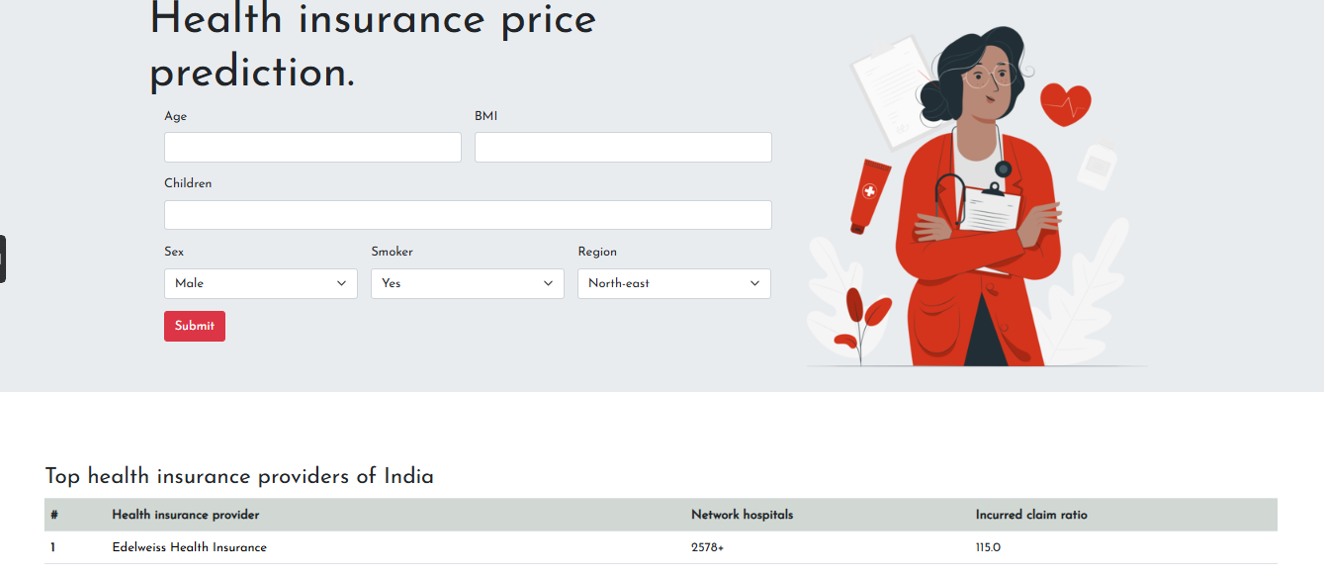 Health insurance price
prediction.
Age BMI
Children
Sex Smoker Region
Male Yes North-east
Submit
Top health insurance providers of India
# Health insurance provider Network hospitals Incurred claim ratio
1 Edelweiss Health Insurance 2578+ 115.0